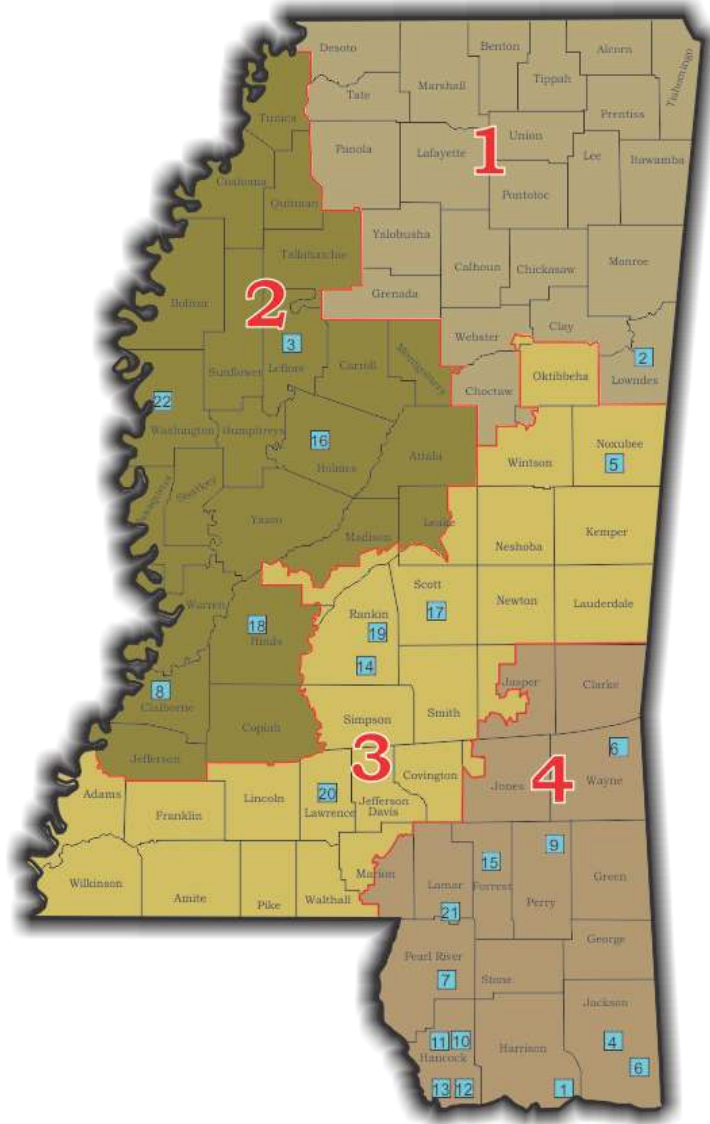 Desoto
Benton
Alcorn
Tishomingo
Marshall
Tippah
Tate
Prentiss
Union
1
Panola
Lafayette
Lee
Itawamba
Tunica
Pontotoc
Coahoma
Quitman
Yalobusha
Tallahatchie
Calhoun
Chickasaw
Monroe
Grenada
Bolivar
2
Clay
Webster
3
Leflore
2
Lowndes
Carroll
Montgomery
Sunflower
Oktibbeha
Choctaw
22
Washington
Humphreys
16
Holmes
Attala
Noxubee
5
Wintson
Sharkey
Yazoo
Leake
Madison
Kemper
Neshoba
Scott
17
Newton
Lauderdale
Warren
Rankin
19
18
Hinds
14
8
Claiborne
Jasper
Clarke
Smith
Simpson
Copiah
Jefferson
3
6
Wayne
Covington
4
Jones
Adams
Lincoln
20
Lawrence
Jefferson
Davis
Franklin
9
15
Forrest
Marion
Lamar
Green
Wilkinson
Amite
Pike
Walthall
Perry
21
George
Pearl River
7
Stone
Jackson
4
11
10
Hancock
Harrison
6
13
12
1